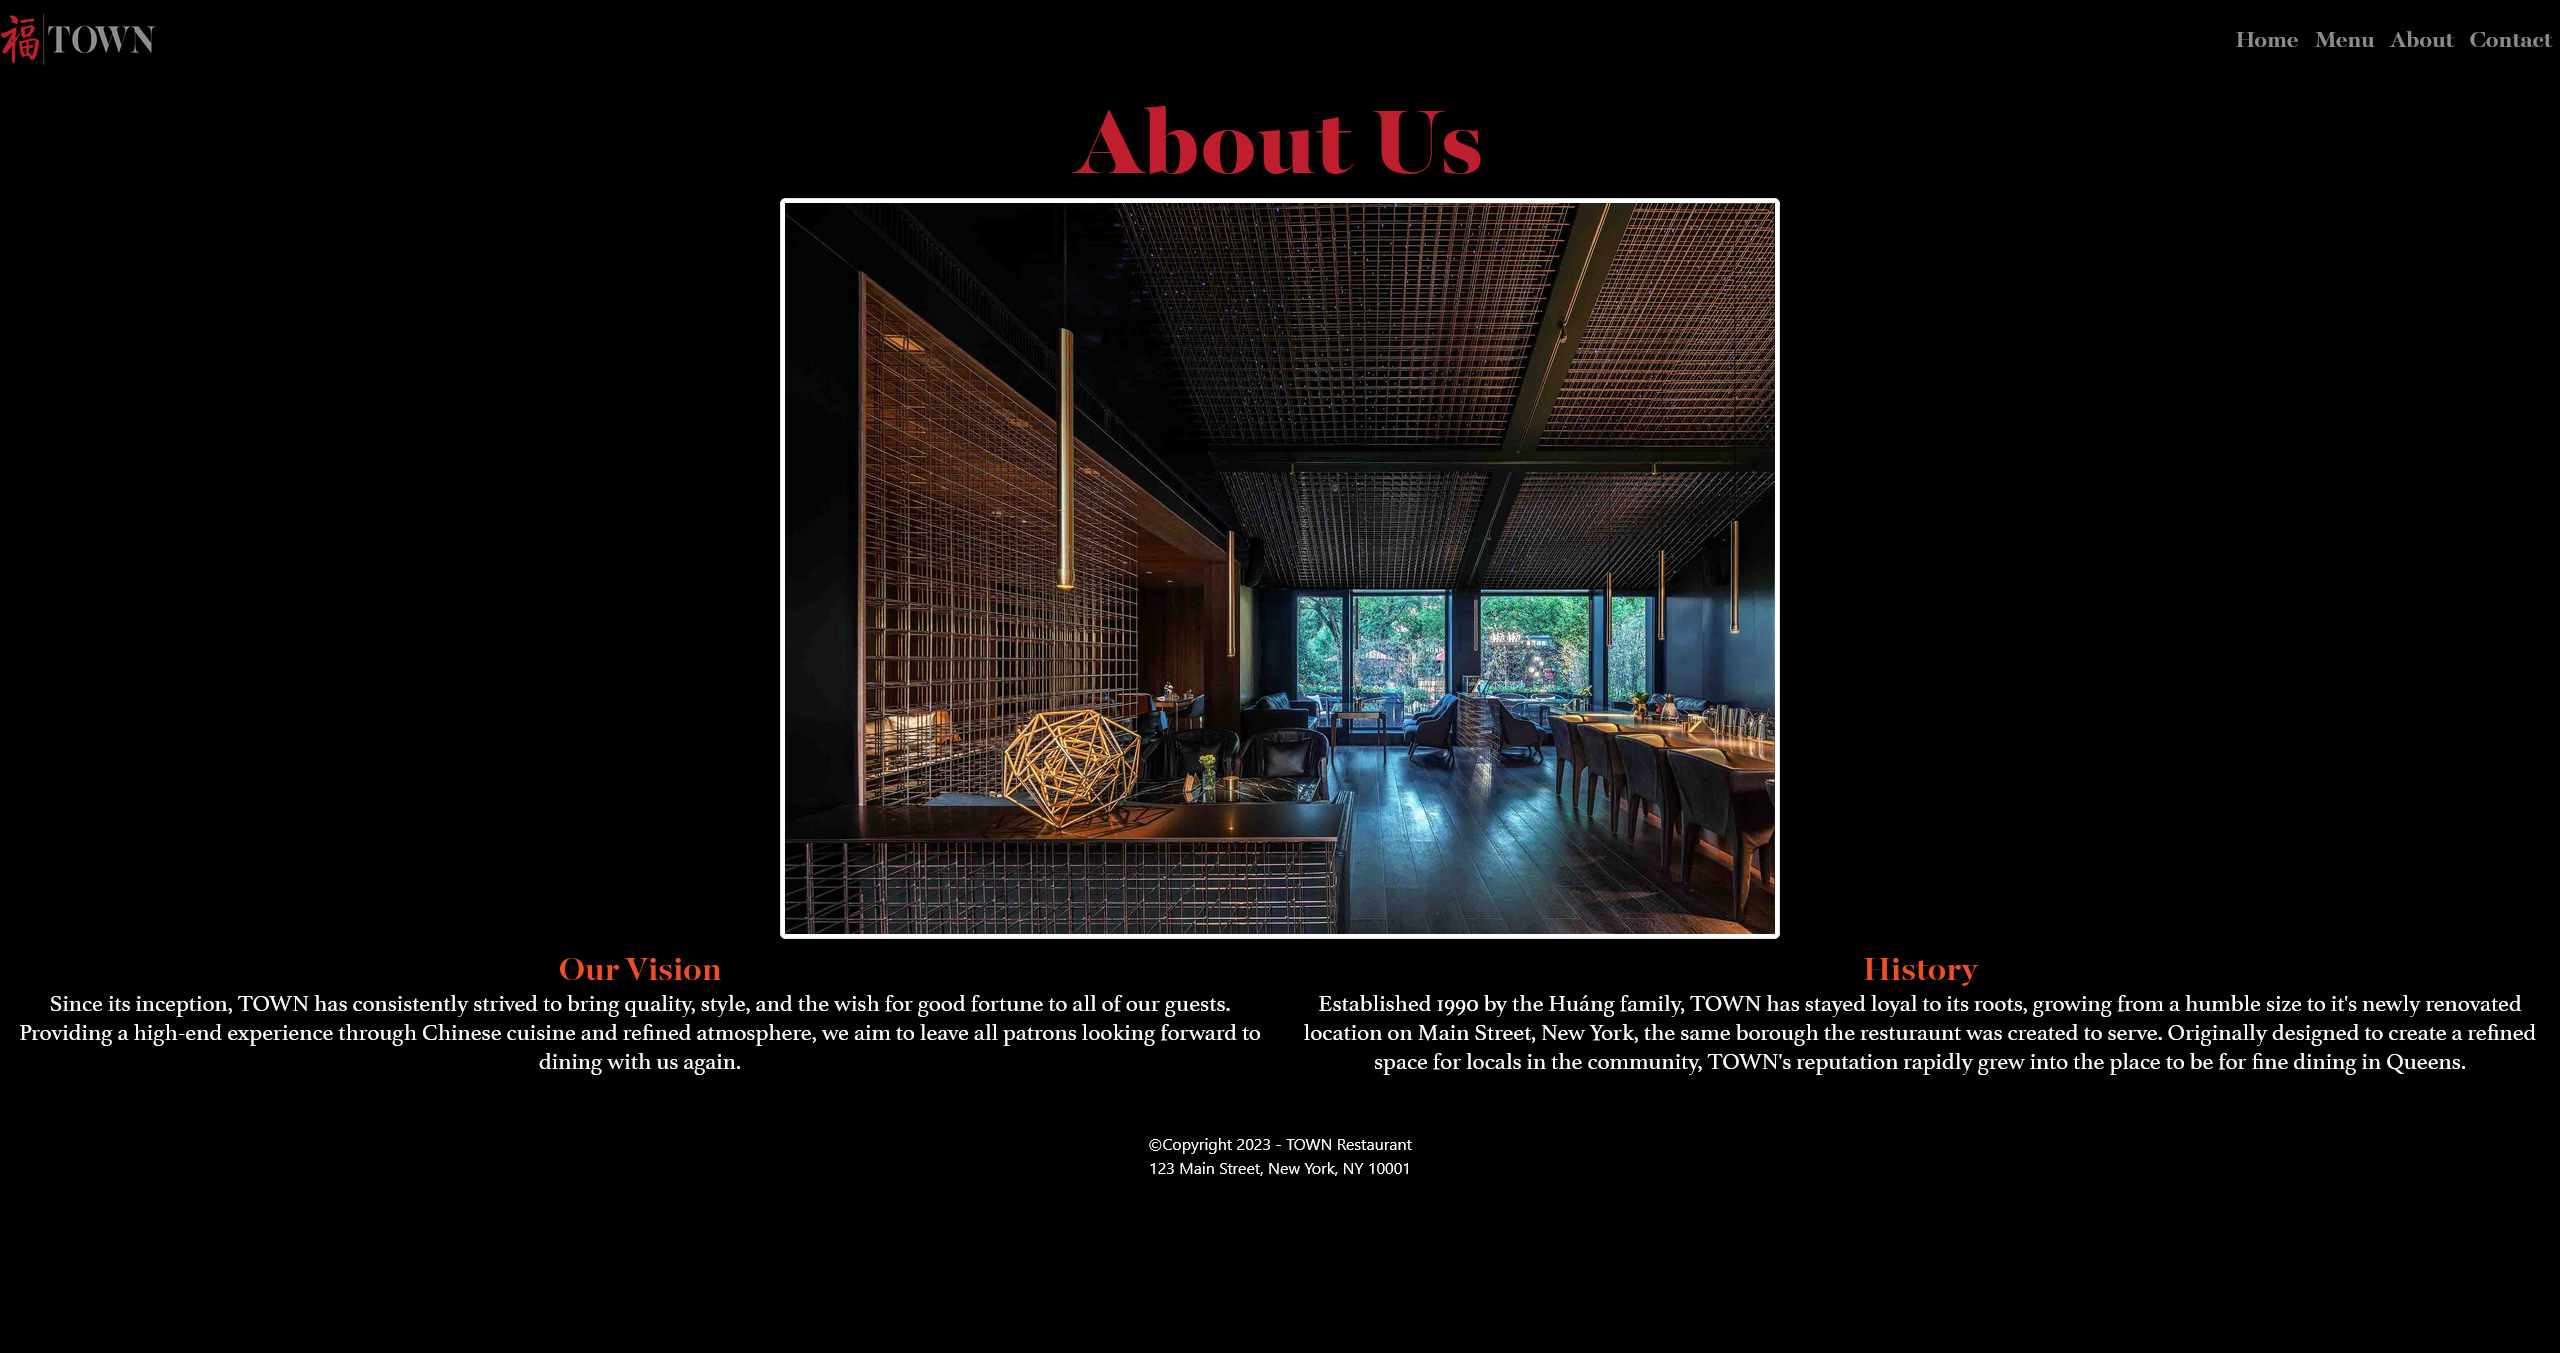 福 TOWN
Home Menu About Contact
About Us
Our Vision
Since its inception, TOWN has consistently strived to bring quality, style, and the wish for good fortune to all of our guests.
Providing a high-end experience through Chinese cuisine and refined atmosphere, we aim to leave all patrons looking forward to
dining with us again.
History
Established 1990 by the Huáng family, TOWN has stayed loyal to its roots, growing from a humble size to it's newly renovated
location on Main Street, New York, the same borough the resturaunt was created to serve. Originally designed to create a refined
space for locals in the community, TOWN's reputation rapidly grew into the place to be for fine dining in Queens.
©Copyright 2023 - TOWN Restaurant
123 Main Street, New York, NY 10001